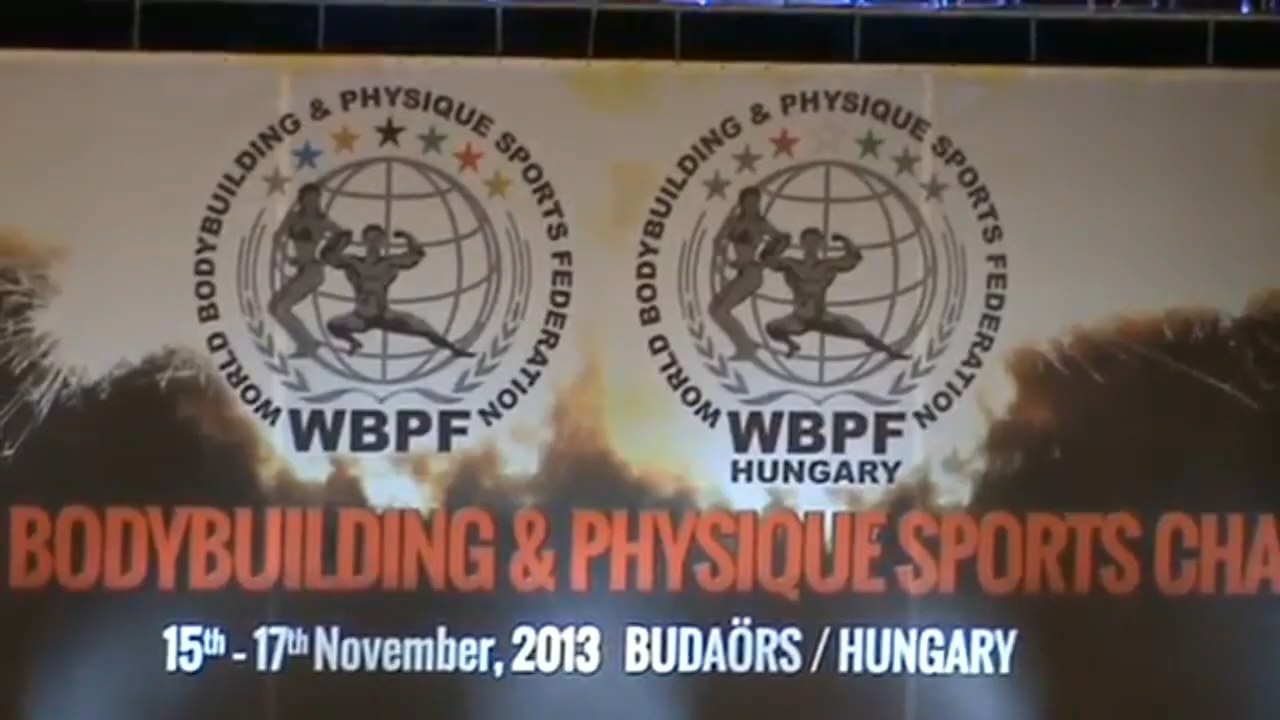 WORLD BODYBUILDING & PHYSIQUE SPORTS FEDERATION
WBPF
WORLD BODYBUILDING & PHYSIQUE SPORTS FEDERATION
WBPF
HUNGARY
BODYBUILDING & PHYSIQUE SPORTS CHA
15th - 17th November, 2013 BUDAÖRS / HUNGARY